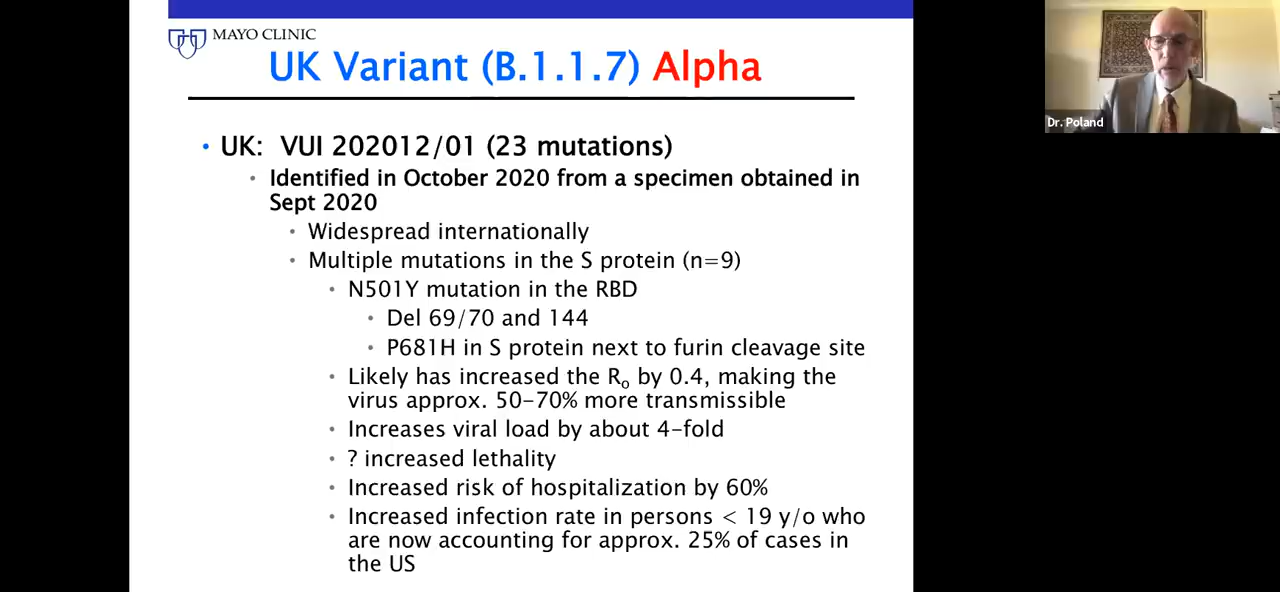 MAYO CLINIC
UK Variant (B.1.1.7) Alpha
• UK: VUI 202012/01 (23 mutations)
• Identified in October 2020 from a specimen obtained in
Sept 2020
• Widespread internationally
• Multiple mutations in the S protein (n=9)
• N501Y mutation in the RBD
• Del 69/70 and 144
• P681H in S protein next to furin cleavage site
• Likely has increased the Ro by 0.4, making the
virus approx. 50-70% more transmissible
• Increases viral load by about 4-fold
• ? increased lethality
• Increased risk of hospitalization by 60%
• Increased infection rate in persons < 19 y/o who
are now accounting for approx. 25% of cases in
the US
Dr. Poland